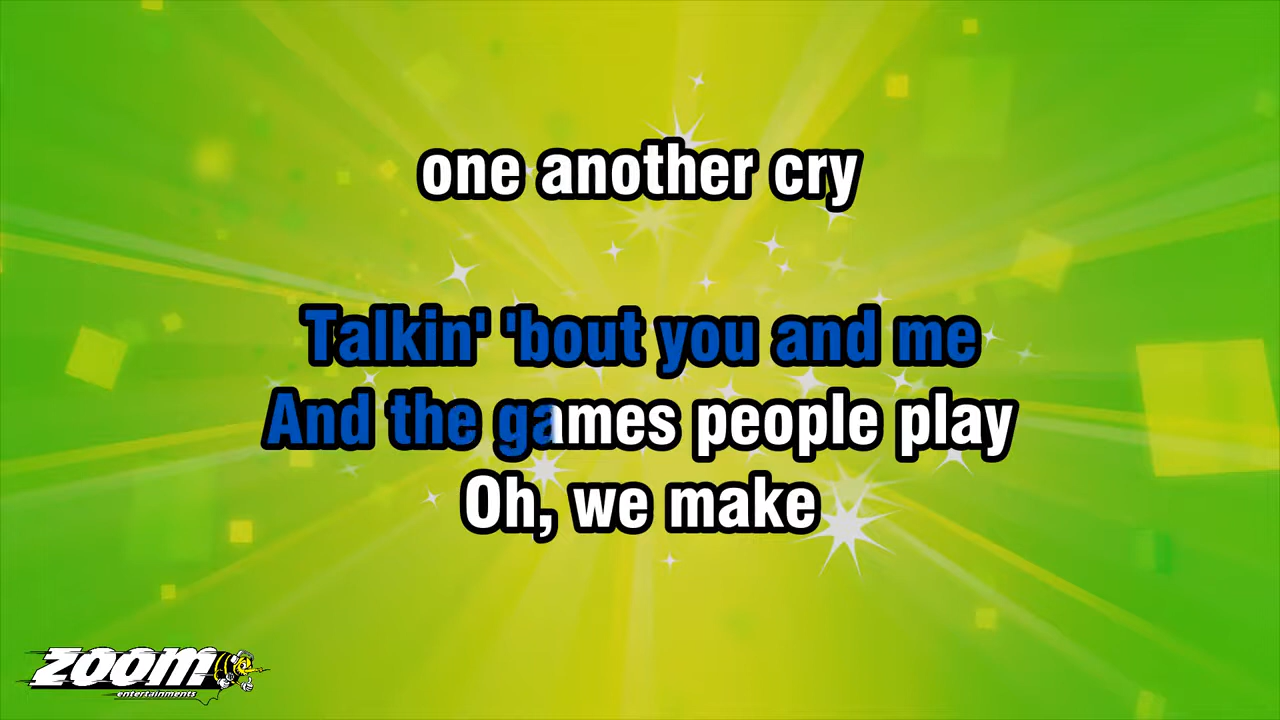 one another cry
Talkin' 'bout you and me
And the games people play
Oh, we make
ZOOM
entertainments